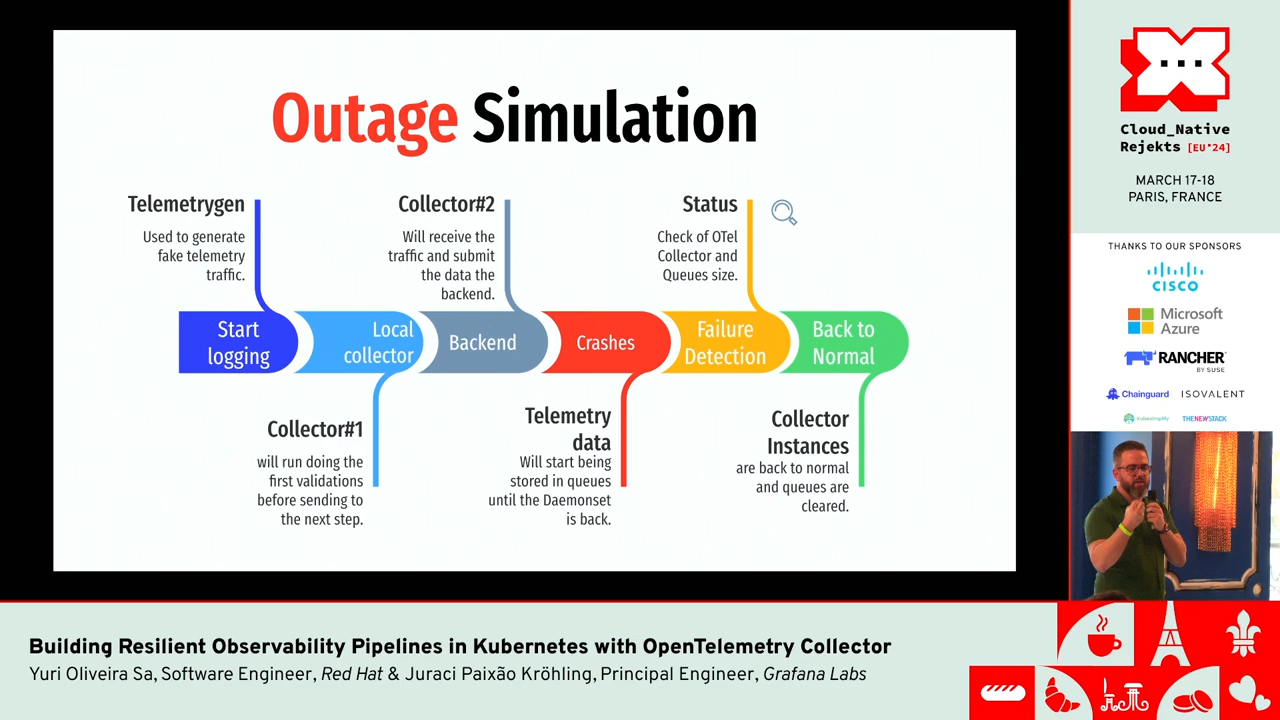 Outage Simulation
Telemetrygen
Used to generate
fake telemetry
traffic.
Collector#2
Will receive the
traffic and submit
the data the
backend.
Status
Check of OTel
Collector and
Queues size.
Start
logging
Local
collector
Backend
Crashes
Failure
Detection
Back to
Normal
Collector#1
will run doing the
first validations
before sending to
the next step.
Telemetry
data
Will start being
stored in queues
until the Daemonset
is back.
Collector
Instances
are back to normal
and queues are
cleared.
Cloud_Native
Rejekts [EU'24]
MARCH 17-18
PARIS, FRANCE
THANKS TO OUR SPONSORS
CISCO
Microsoft
Azure
RANCHER
BY SUSE
Chainguard
ISOVALENT
Kubesimplify
THENEWSTACK
Building Resilient Observability Pipelines in Kubernetes with OpenTelemetry Collector
Yuri Oliveira Sa, Software Engineer, Red Hat & Juraci Paixão Kröhling, Principal Engineer, Grafana Labs